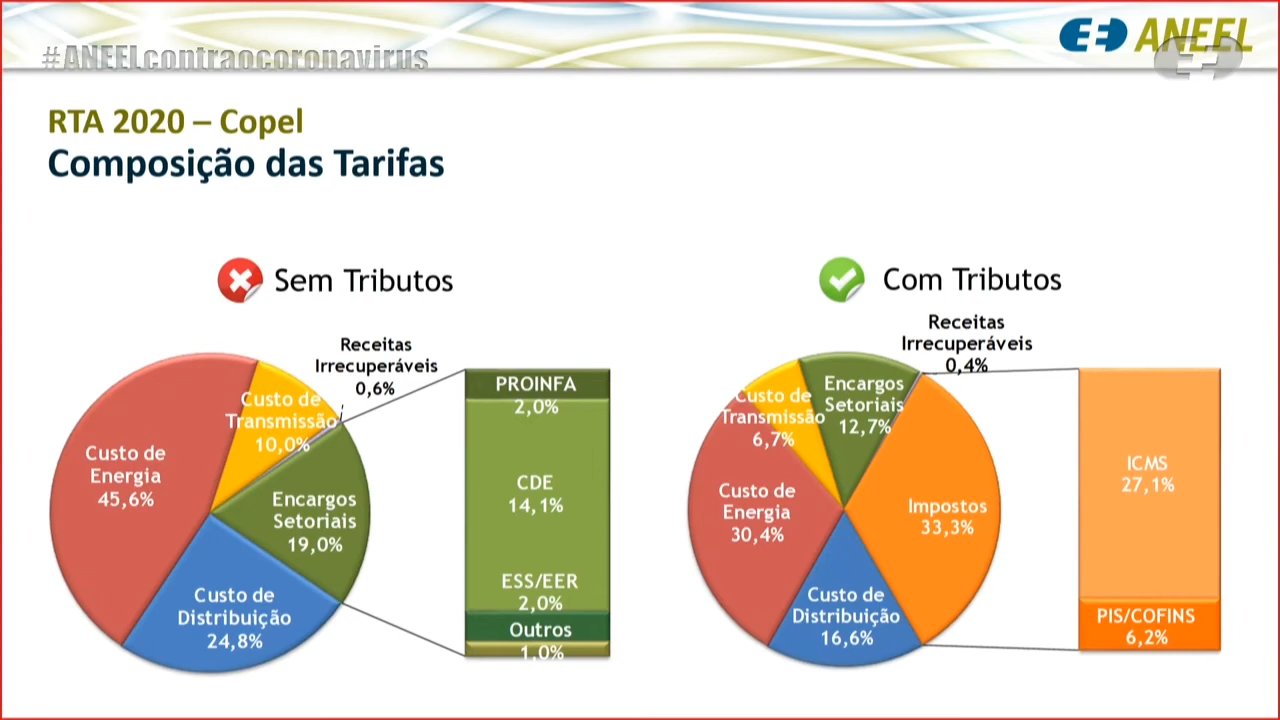 #ANEELcontraocoronavirus
ANEEL
RTA 2020 – Copel
Composição das Tarifas
Sem Tributos
Receitas
Irrecuperáveis
0,6%
Custo de
Transmissão
10,0%
Custo de
Energia
45,6%
Encargos
Setoriais
19,0%
Custo de
Distribuição
24,8%
PROINFA
2,0%
CDE
14,1%
ESS/EER
2,0%
Outros
1,0%
Com Tributos
Receitas
Irrecuperáveis
0,4%
Custo de
Transmissão
6,7%
Encargos
Setoriais
12,7%
Custo de
Energia
30,4%
Impostos
33,3%
Custo de
Distribuição
16,6%
ICMS
27,1%
PIS/COFINS
6,2%